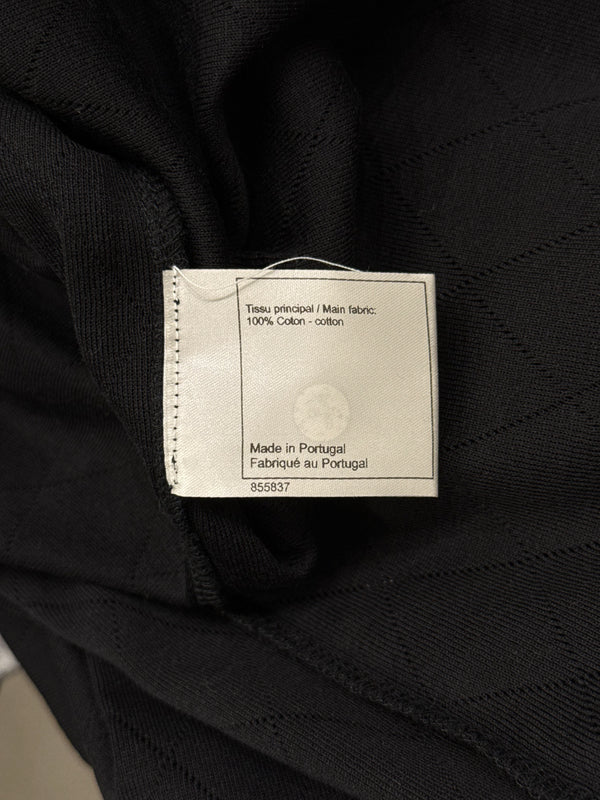 Tissu principal / Main fabric:
100% Coton - cotton
Made in Portugal
Fabriqué au Portugal
855837